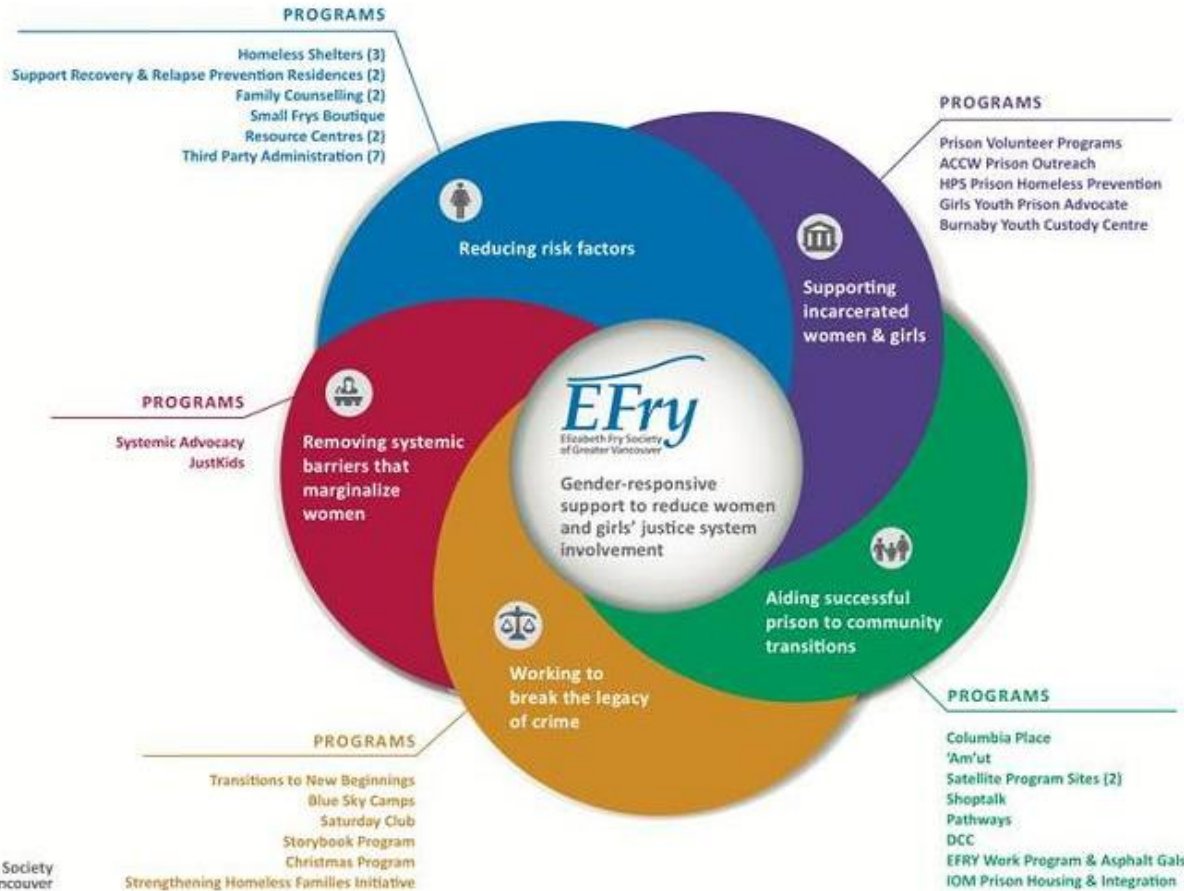 PROGRAMS
Homeless Shelters (3)
Support Recovery & Relapse Prevention Residences (2)
Family Counselling (2)
Small Frys Boutique
Resource Centres (2)
Third Party Administration (7)
PROGRAMS
Prison Volunteer Programs
ACCW Prison Outreach
HPS Prison Homeless Prevention
Girls Youth Prison Advocate
Burnaby Youth Custody Centre
Reducing risk factors
Supporting
incarcerated
women & girls
PROGRAMS
Systemic Advocacy
JustKids
Removing systemic
barriers that
marginalize
women
EFry
Elizabeth Fry Society
of Greater Vancouver
Gender-responsive
support to reduce women
and girls' justice system
involvement
Aiding successful
prison to community
transitions
Working to
break the legacy
of crime
PROGRAMS
Transitions to New Beginnings
Blue Sky Camps
Saturday Club
Storybook Program
Christmas Program
Strengthening Homeless Families Initiative
PROGRAMS
Columbia Place
'Am'ut
Satellite Program Sites (2)
Shoptalk
Pathways
DCC
EFRY Work Program & Asphalt Gals
IOM Prison Housing & Integration
Society
ncouver